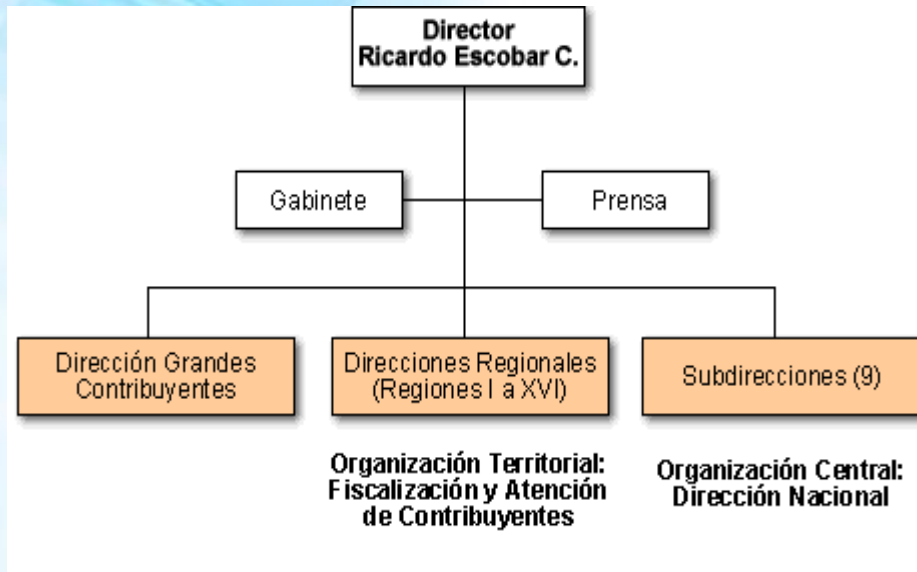 Director
Ricardo Escobar C.
Gabinete
Prensa
Dirección Grandes
Contribuyentes
Direcciones Regionales
(Regiones I a XVI)
Subdirecciones (9)
Organización Territorial:
Fiscalización y Atención
de Contribuyentes
Organización Central:
Dirección Nacional